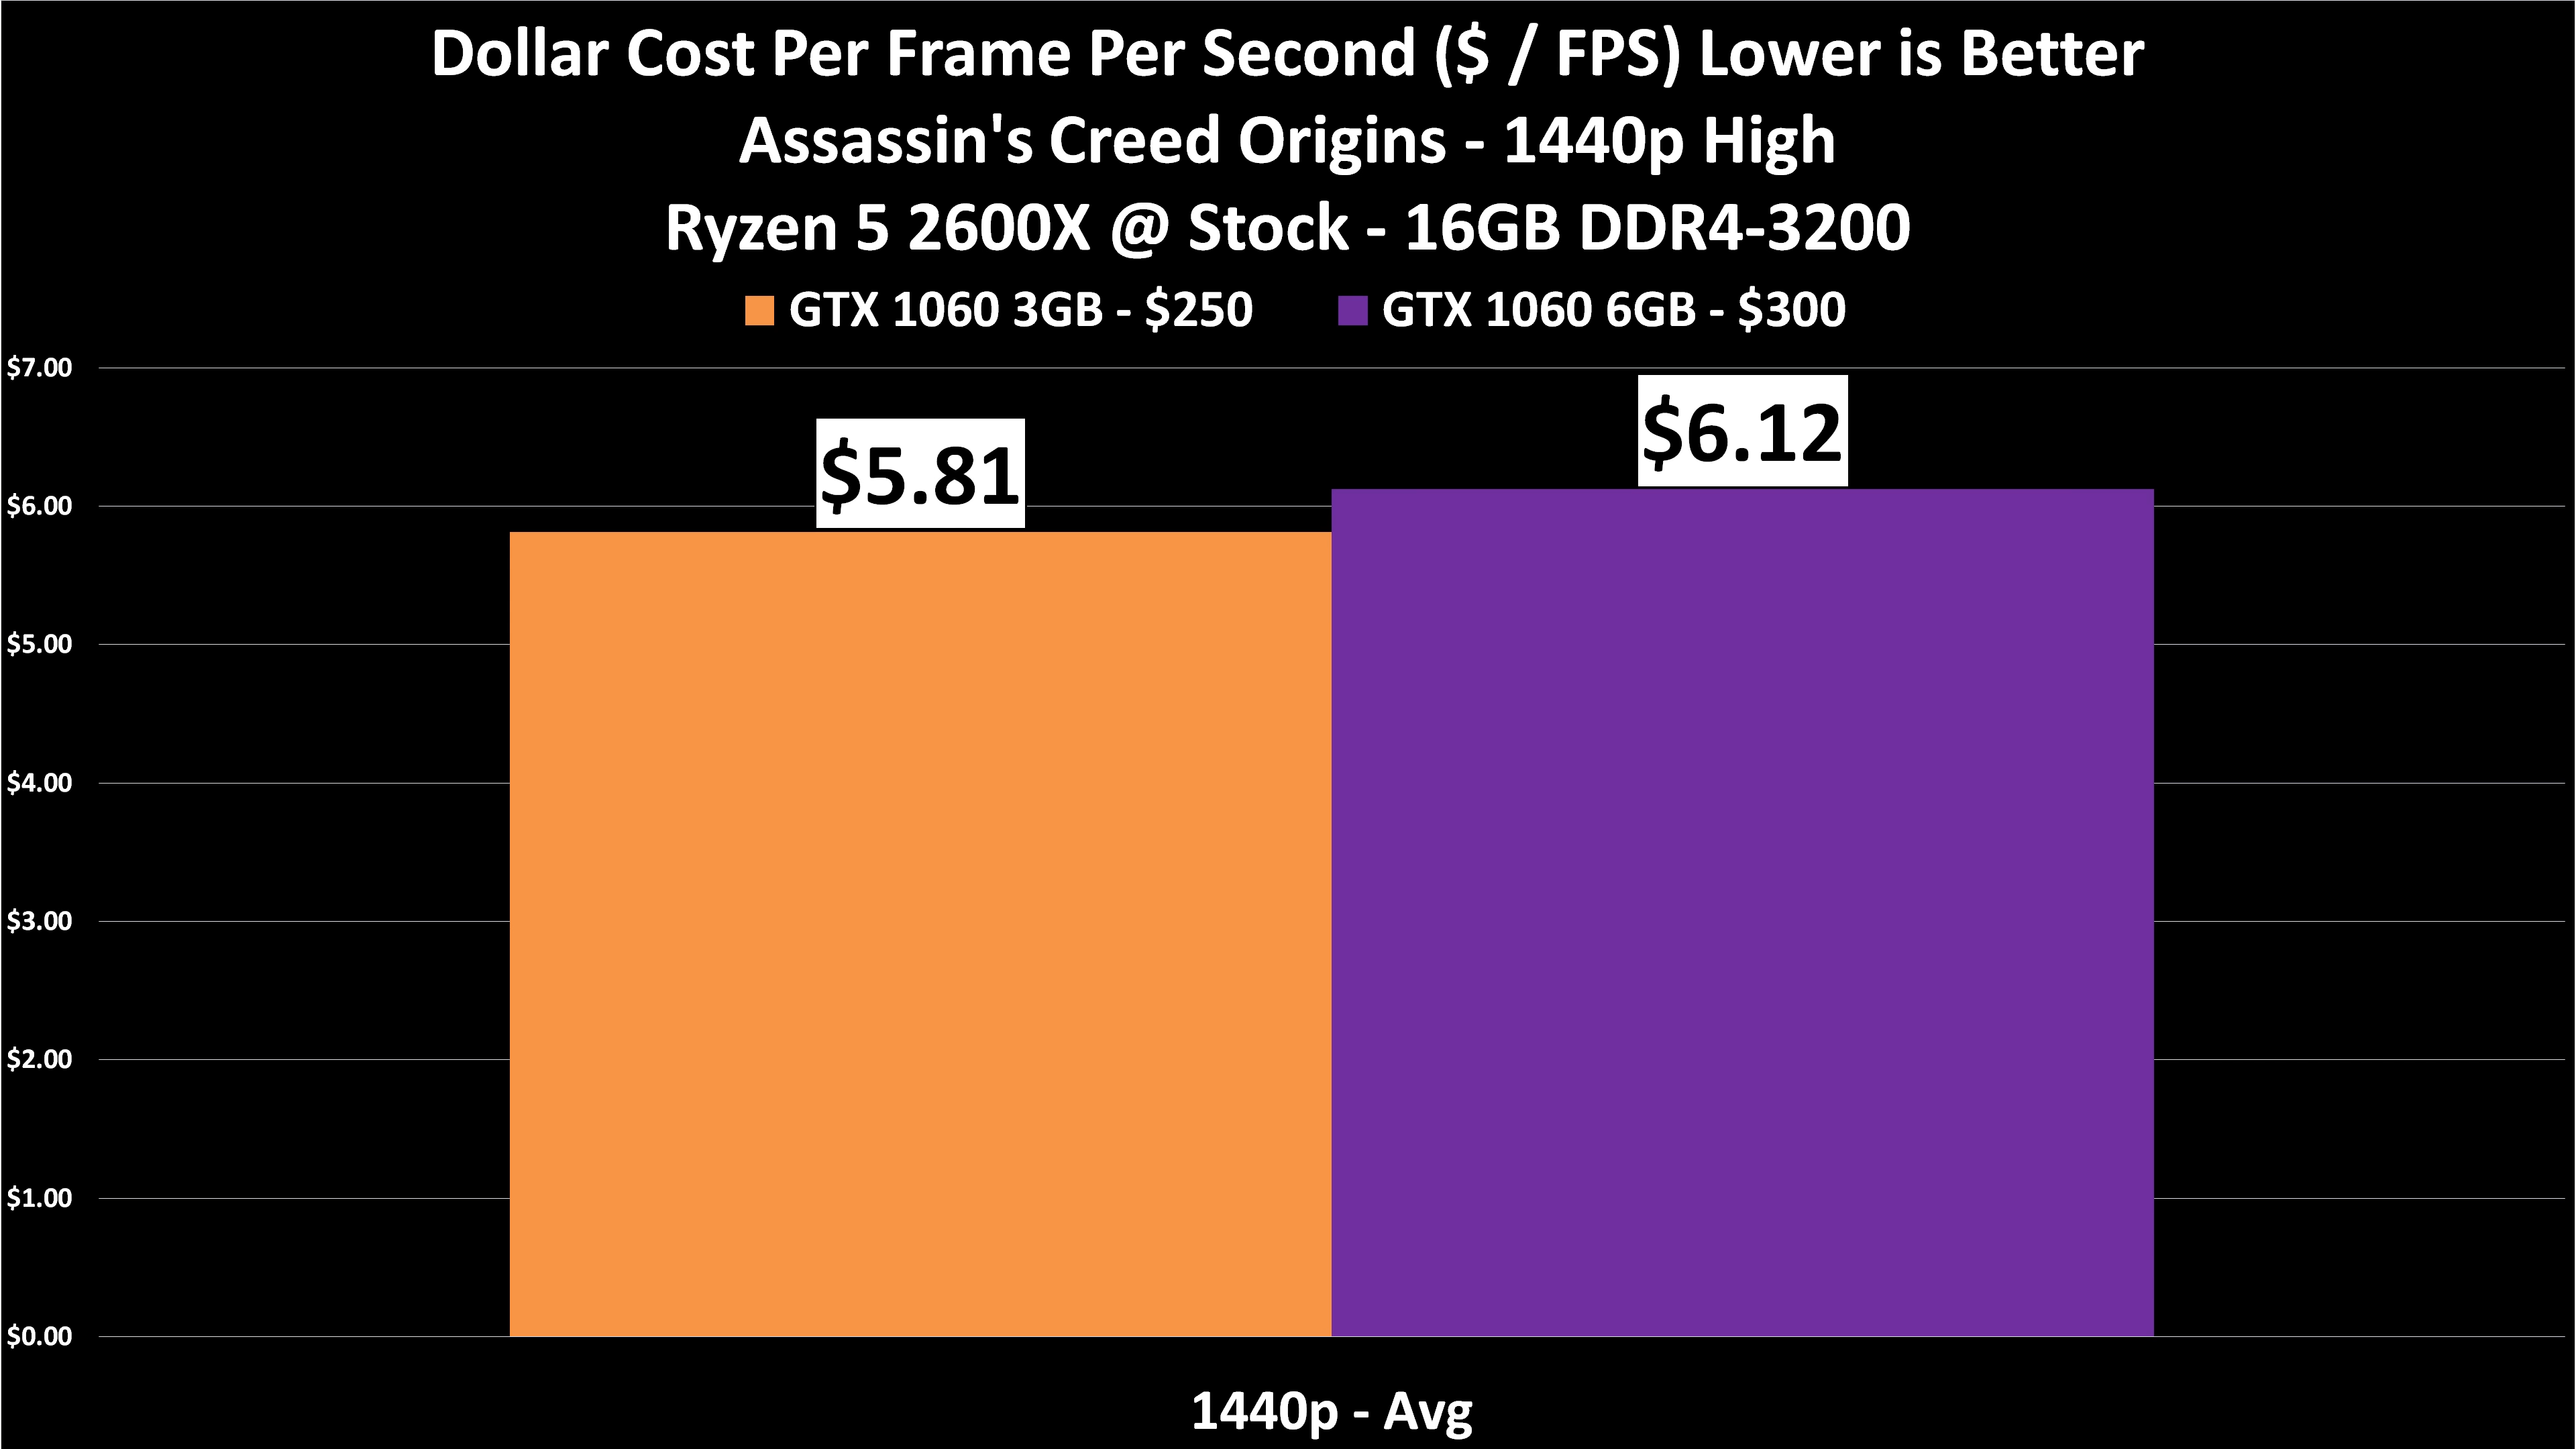 Dollar Cost Per Frame Per Second ($ / FPS) Lower is Better
Assassin's Creed Origins - 1440p High
Ryzen 5 2600X @ Stock - 16GB DDR4-3200
GTX 1060 3GB - $250
GTX 1060 6GB - $300
$7.00
$6.12
$5.81
$6.00
$5.00
$4.00
$3.00
$2.00
$1.00
$0.00
1440p - Avg